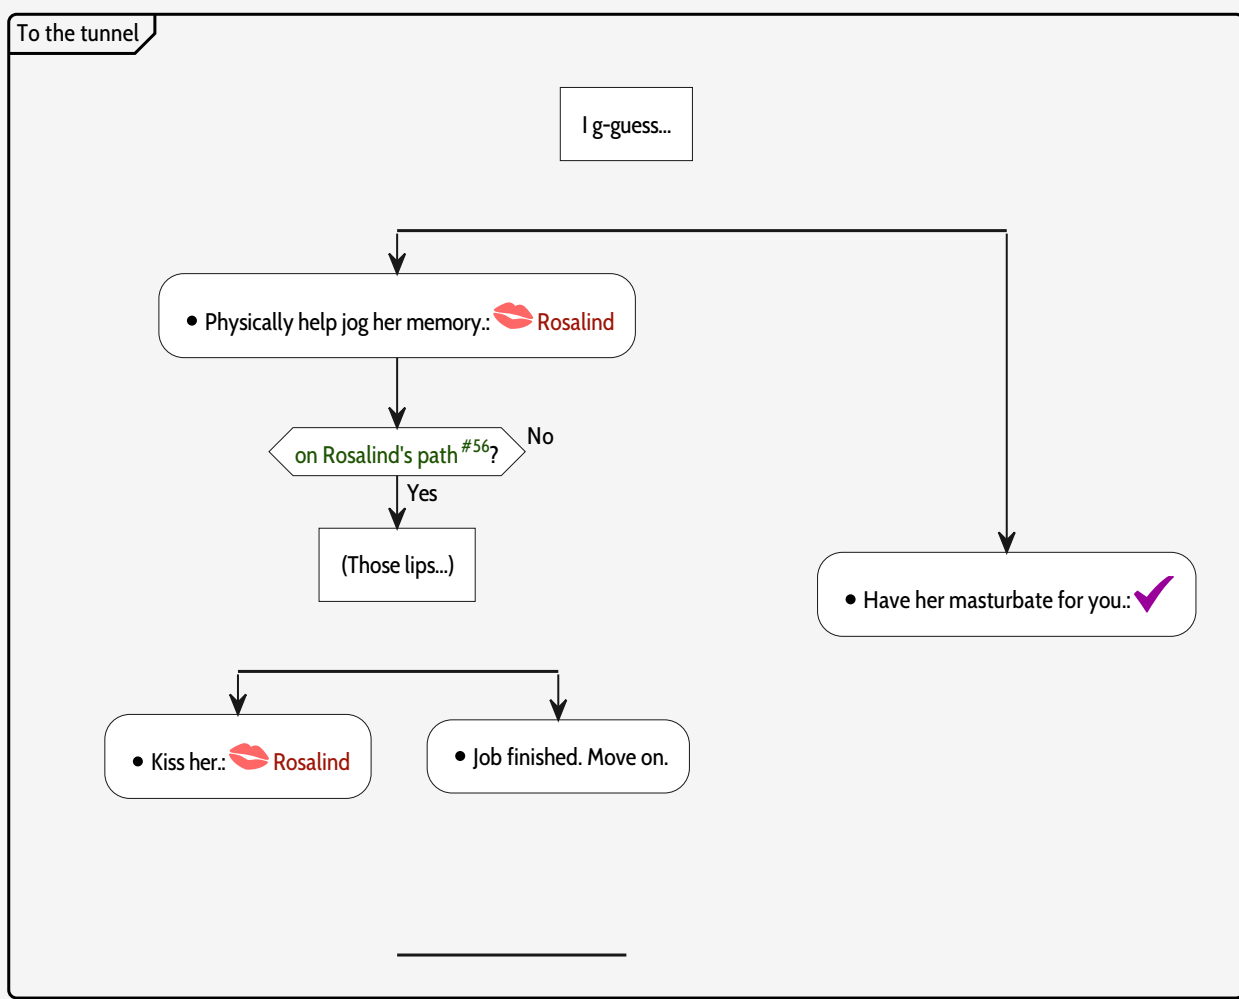 To the tunnel
I g-guess...
• Physically help jog her memory.: Rosalind
on Rosalind's path #56?
No
Yes
(Those lips...)
• Have her masturbate for you.:
• Kiss her.: Rosalind
• Job finished. Move on.